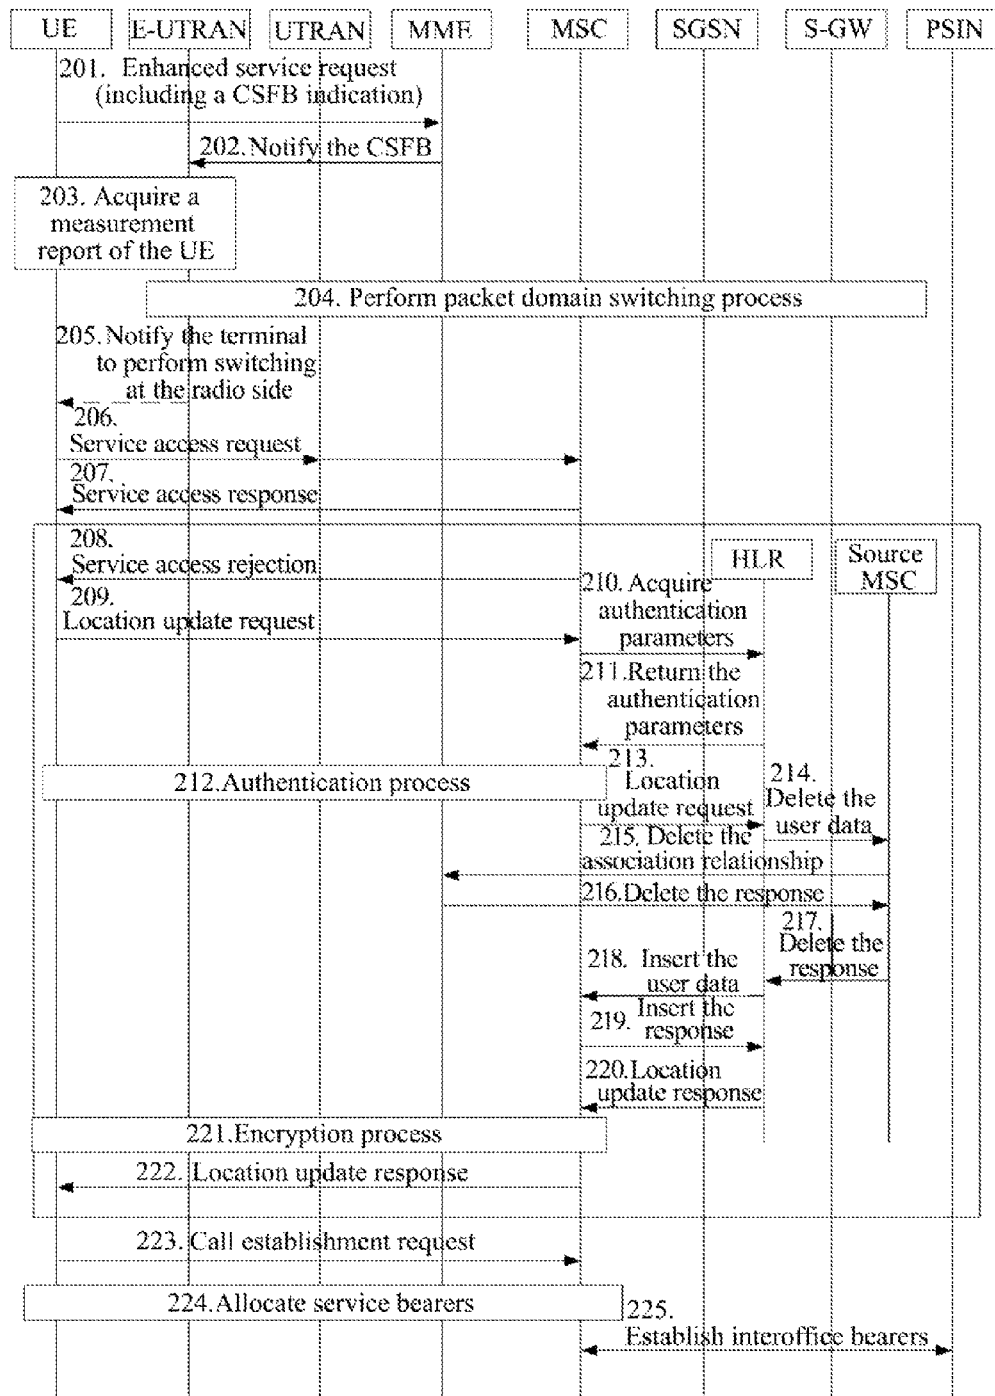 UE E-UTRAN UTRAN MME MSC SGSN S-GW PSIN
201. Enhanced service request
(including a CSFB indication)
202.Notify the CSFB
203. Acquire a
measurement
report of the UE
204. Perform packet domain switching process
205.Notify the terminal
to perform switching
at the radio side
206.
Service access request
207.
Service access response
208.
Service access rejection
HLR
Source
MSC
209.
Location update request
210. Acquire
authentication
parameters
211.Return the
authentication
parameters
212.Authentication process
213.
Location
update request
214.
Delete the
user data
215. Delete the
association relationship
216.Delete the response
217.
Delete the
response
218. Insert the
user data
219. Insert the
response
220.Location
update response
221.Encryption process
222. Location update response
223. Call establishment request
224.Allocate service bearers
225.
Establish interoffice bearers